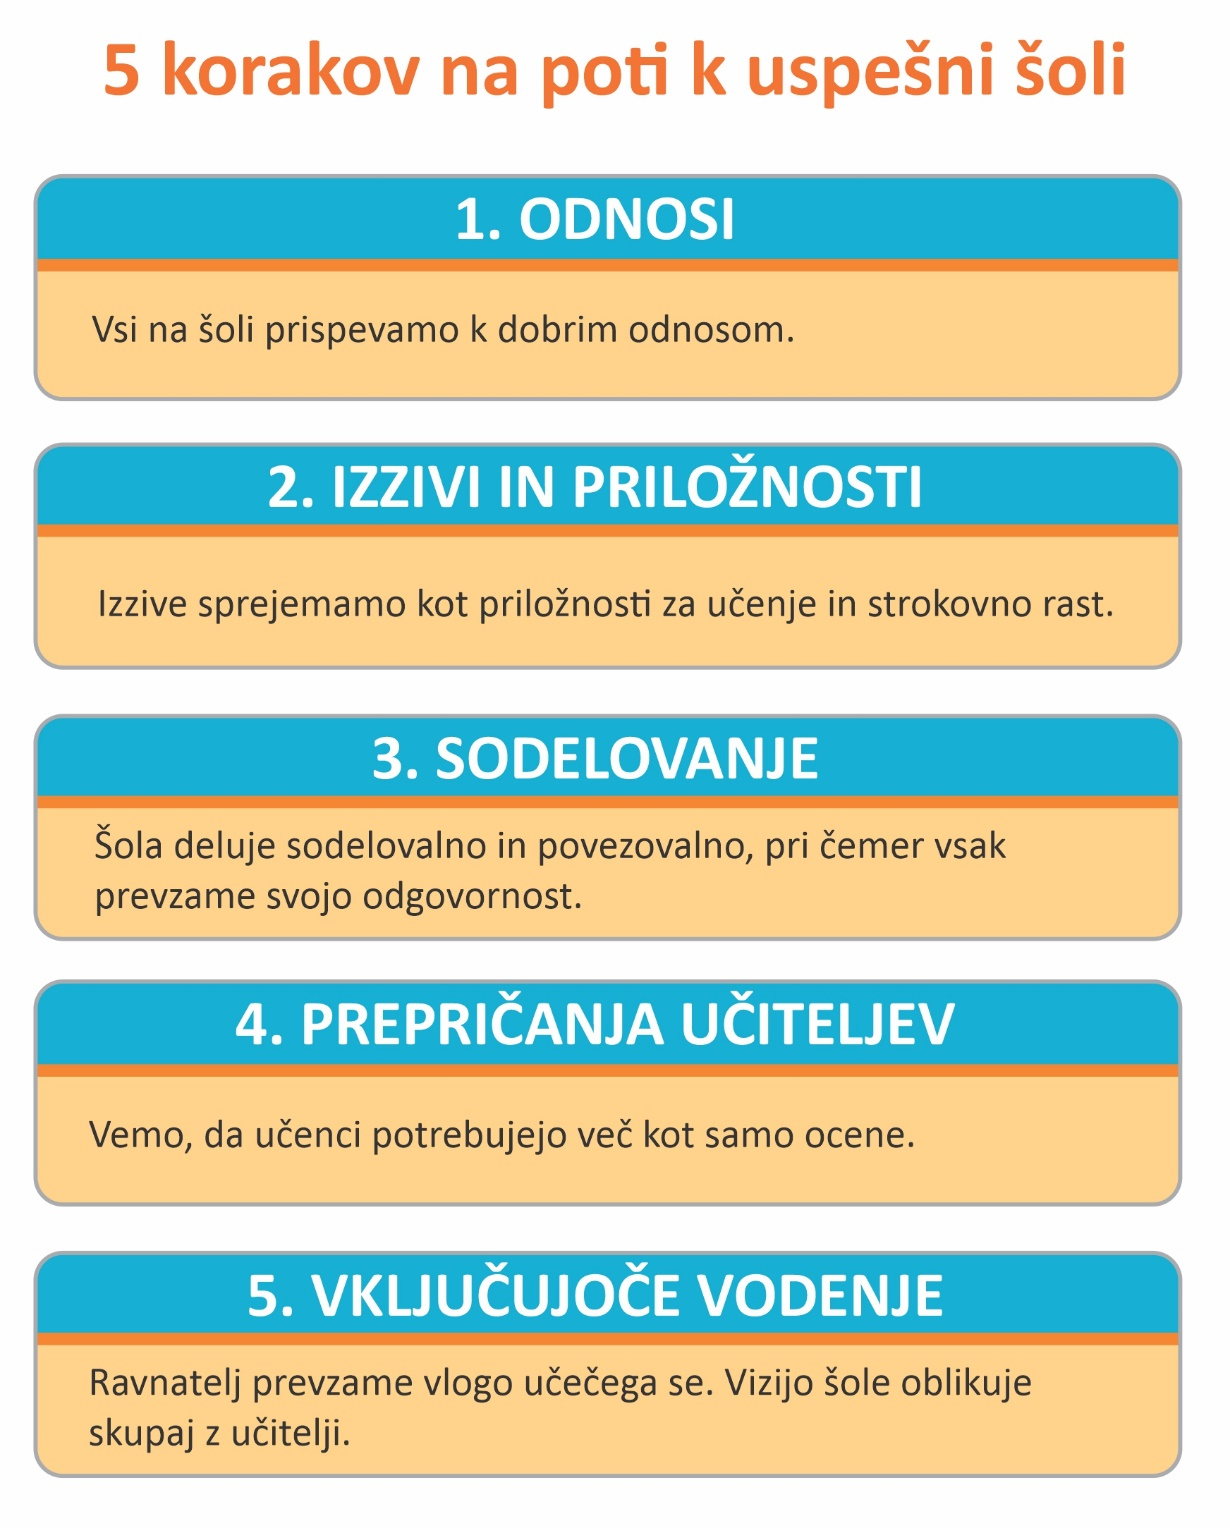 5 korakov na poti k uspešni šoli
1. ODNOSI
Vsi na šoli prispevamo k dobrim odnosom.
2. IZZIVI IN PRILOŽNOSTI
Izzive sprejemamo kot priložnosti za učenje in strokovno rast.
3. SODELOVANJE
Šola deluje sodelovalno in povezovalno, pri čemer vsak
prevzame svojo odgovornost.
4. PREPRIČANJA UČITELJEV
Vemo, da učenci potrebujejo več kot samo ocene.
5. VKLJUČUJOČE VODENJE
Ravnatelj prevzame vlogo učečega se. Vizijo šole oblikuje
skupaj z učitelji.